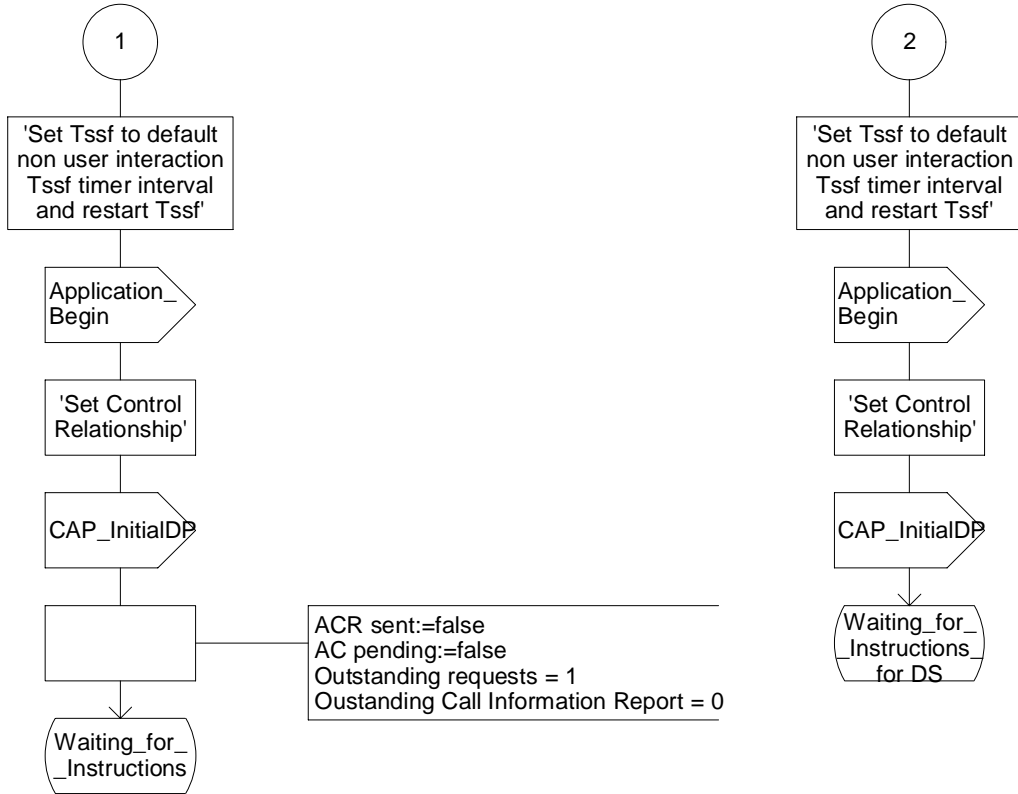 1
'Set Tssf to default
non user interaction
Tssf timer interval
and restart Tssf'
Application_
Begin
'Set Control
Relationship'
CAP_InitialDP
ACR sent:=false
AC pending:=false
Outstanding requests = 1
Oustanding Call Information Report = 0
Waiting_for_
_Instructions
2
'Set Tssf to default
non user interaction
Tssf timer interval
and restart Tssf'
Application_
Begin
'Set Control
Relationship'
CAP_InitialDP
Waiting_for_
_Instructions_
for DS